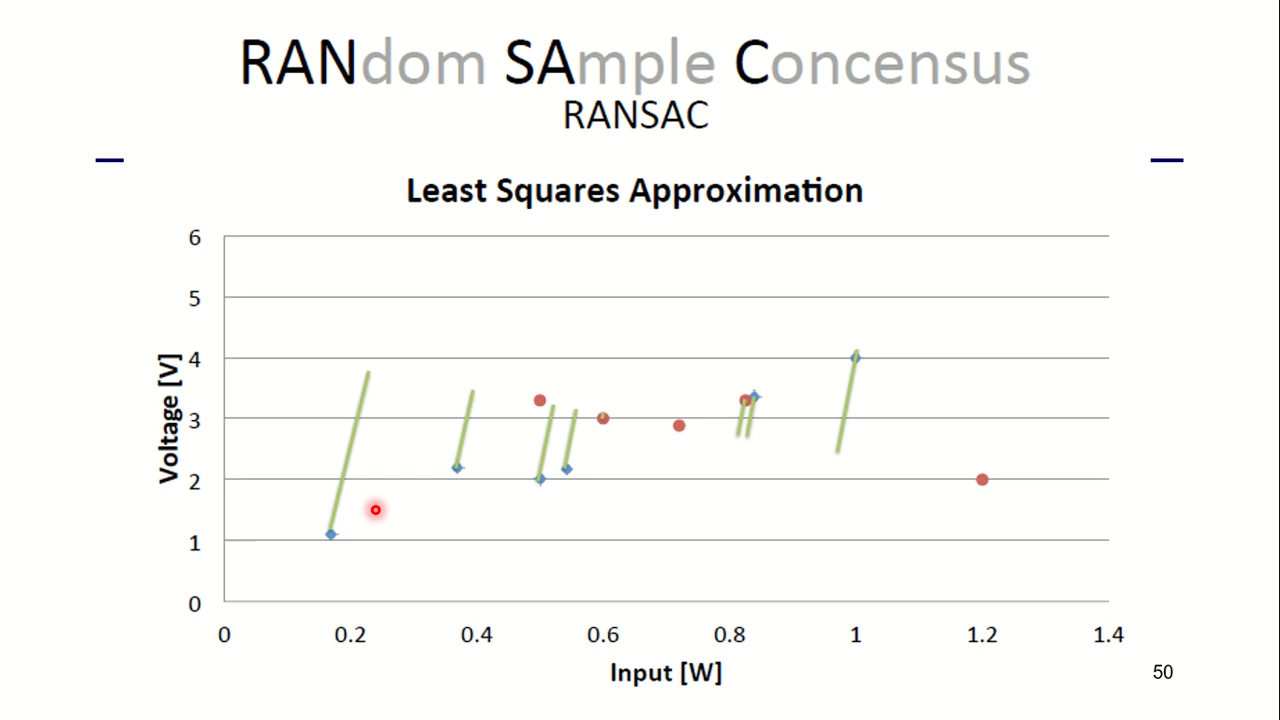 RANdom SAmple Concensus
RANSAC
Least Squares Approximation
6
5
4
3
2
1
0
Voltage [V]
0 0.2 0.4 0.6 0.8 1 1.2 1.4
Input [W]
50